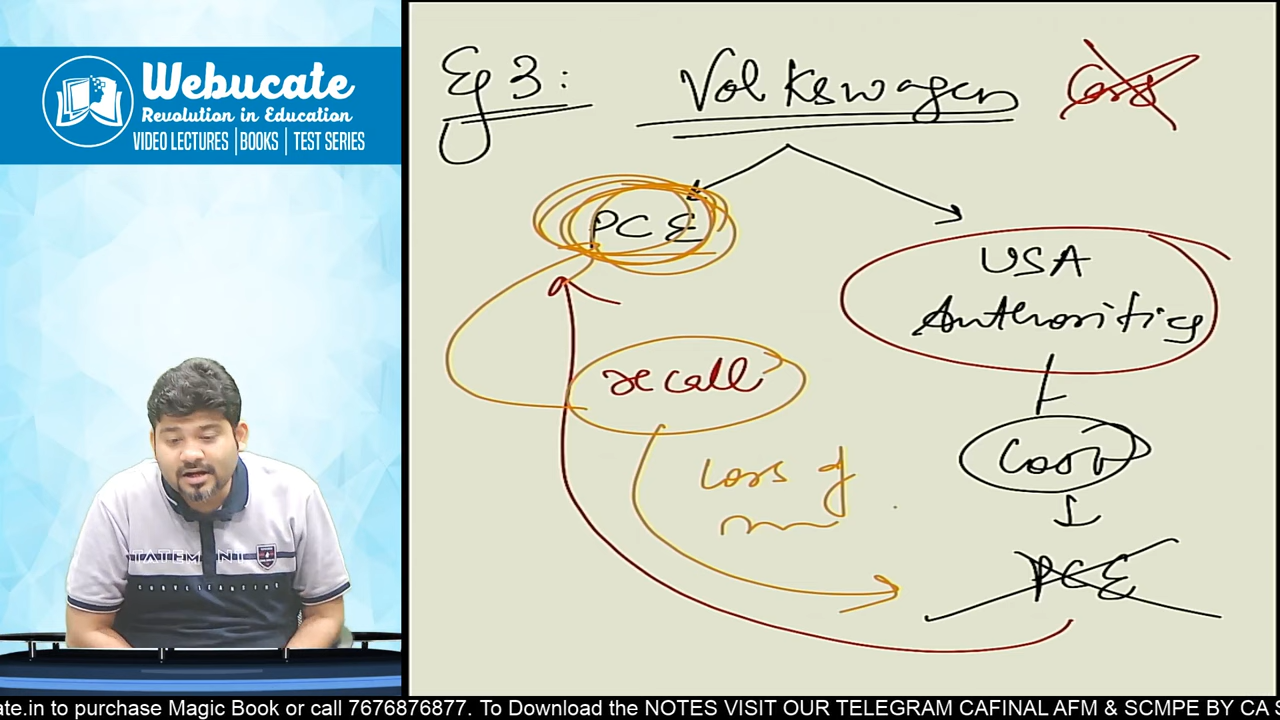 Webucate
Revolution in Education
VIDEO LECTURES | BOOKS | TEST SERIES
Eg 3: Volkswagen
PCE
USA
Authorities
recall
Loss of
PCE
STATEMENT
ate.in to purchase Magic Book or call 7676876877. To Download the NOTES VISIT OUR TELEGRAM CAFINAL AFM & SCMPE BY CA S